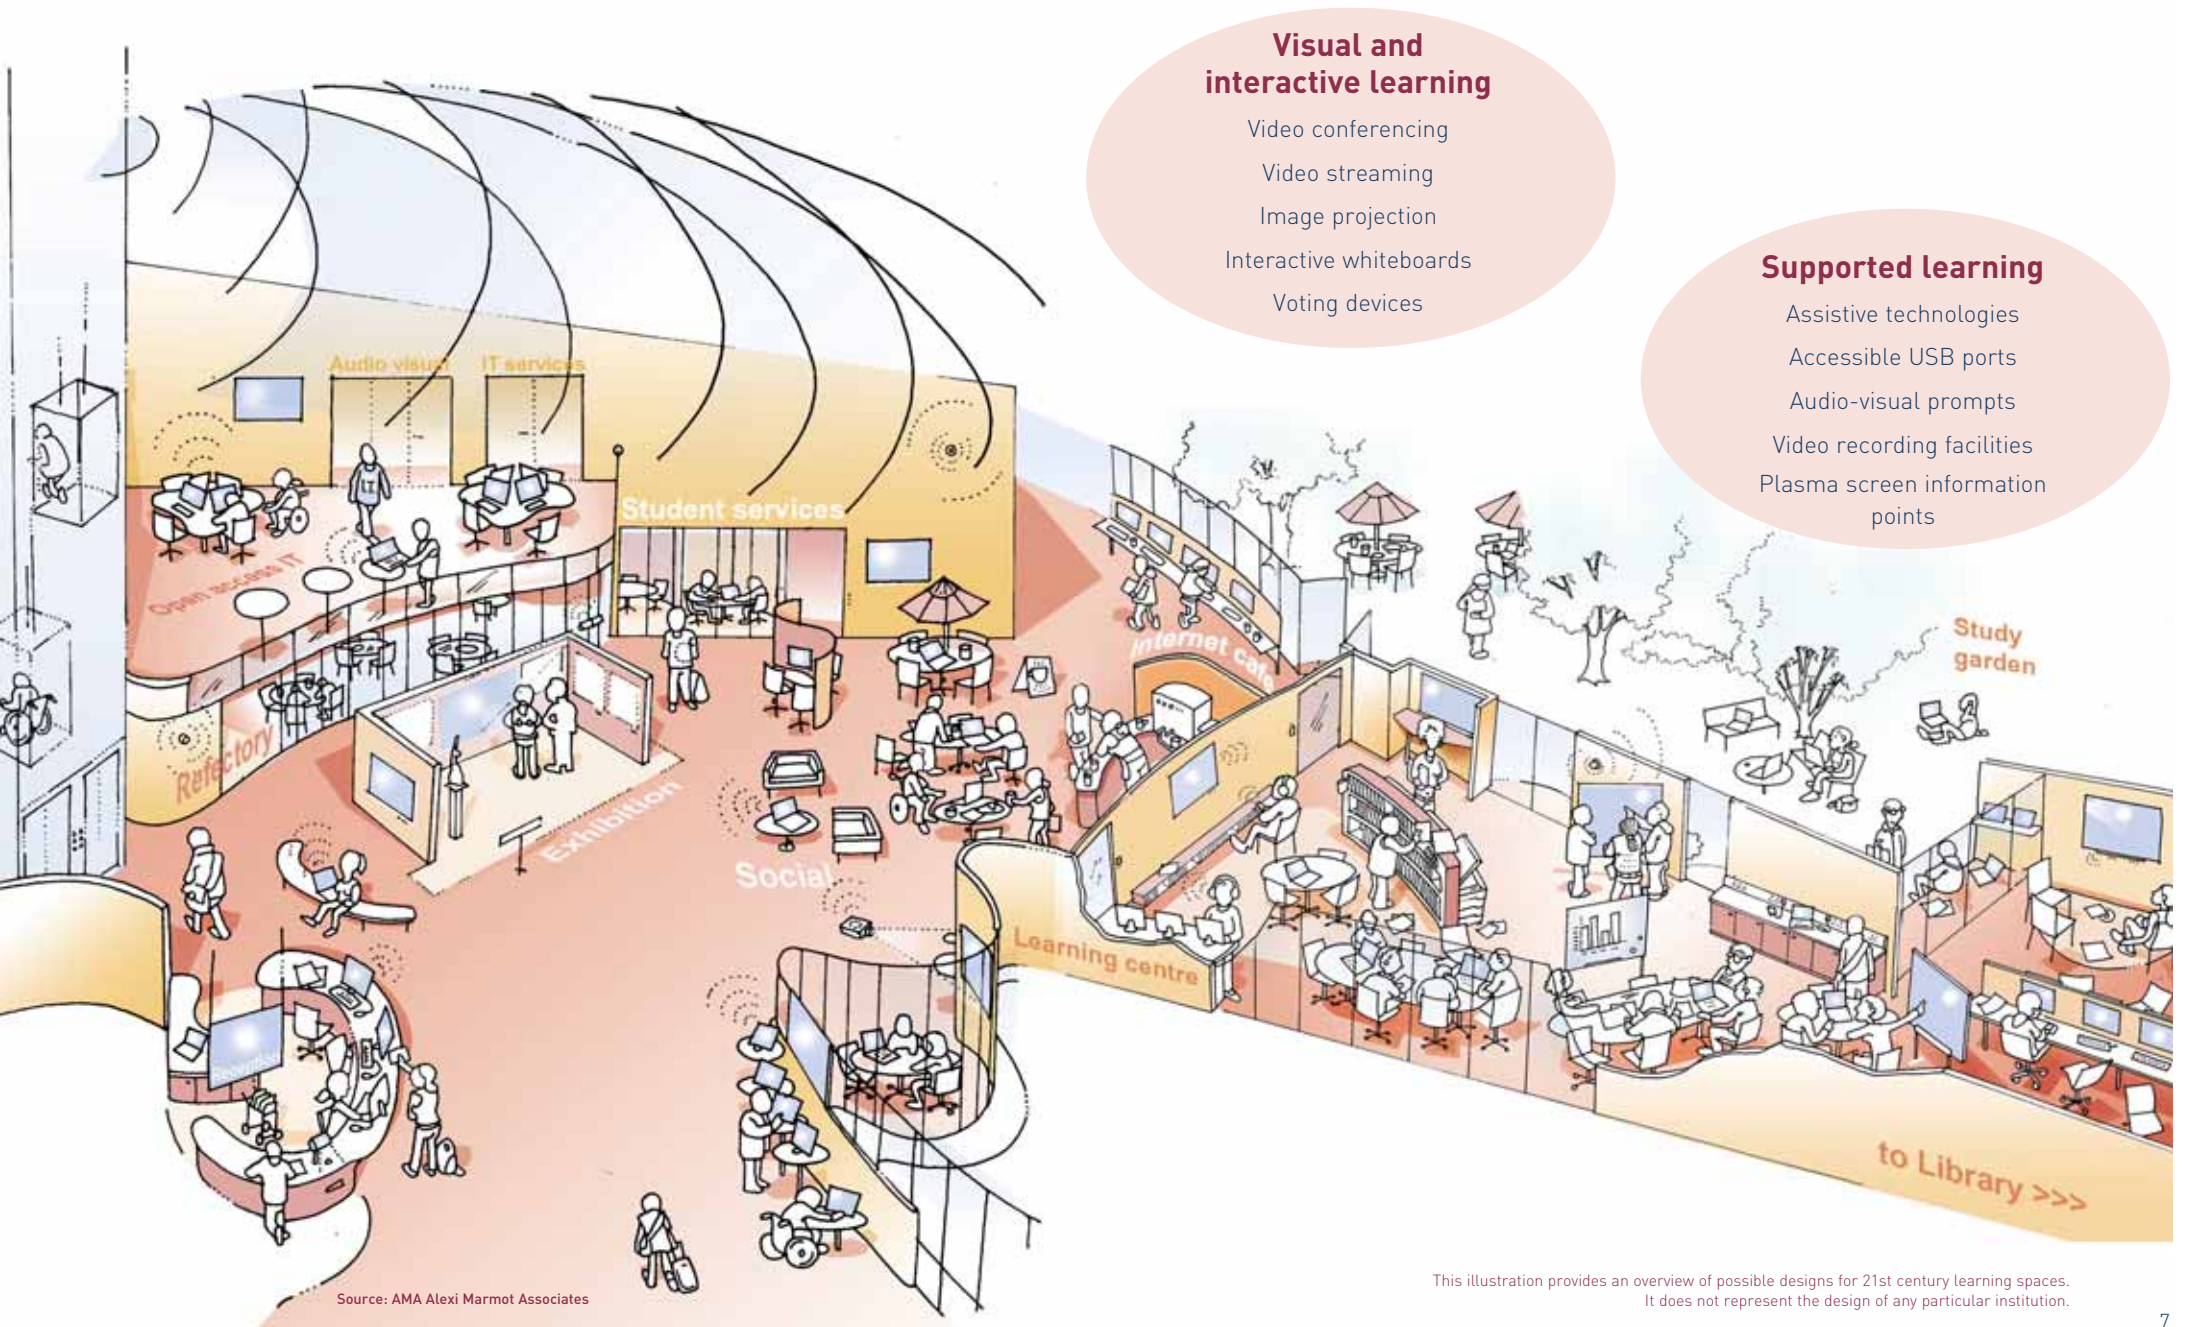 Visual and
interactive learning
Video conferencing
Video streaming
Image projection
Interactive whiteboards
Voting devices
Supported learning
Assistive technologies
Accessible USB ports
Audio-visual prompts
Video recording facilities
Plasma screen information
points
Audio visual
IT services
I.T
Student services
Open access IT
Internet cafe
Study
garden
Refectory
Exhibition
Social
Learning centre
Reception
to Library >>>
Source: AMA Alexi Marmot Associates
This illustration provides an overview of possible designs for 21st century learning spaces.
It does not represent the design of any particular institution.
7